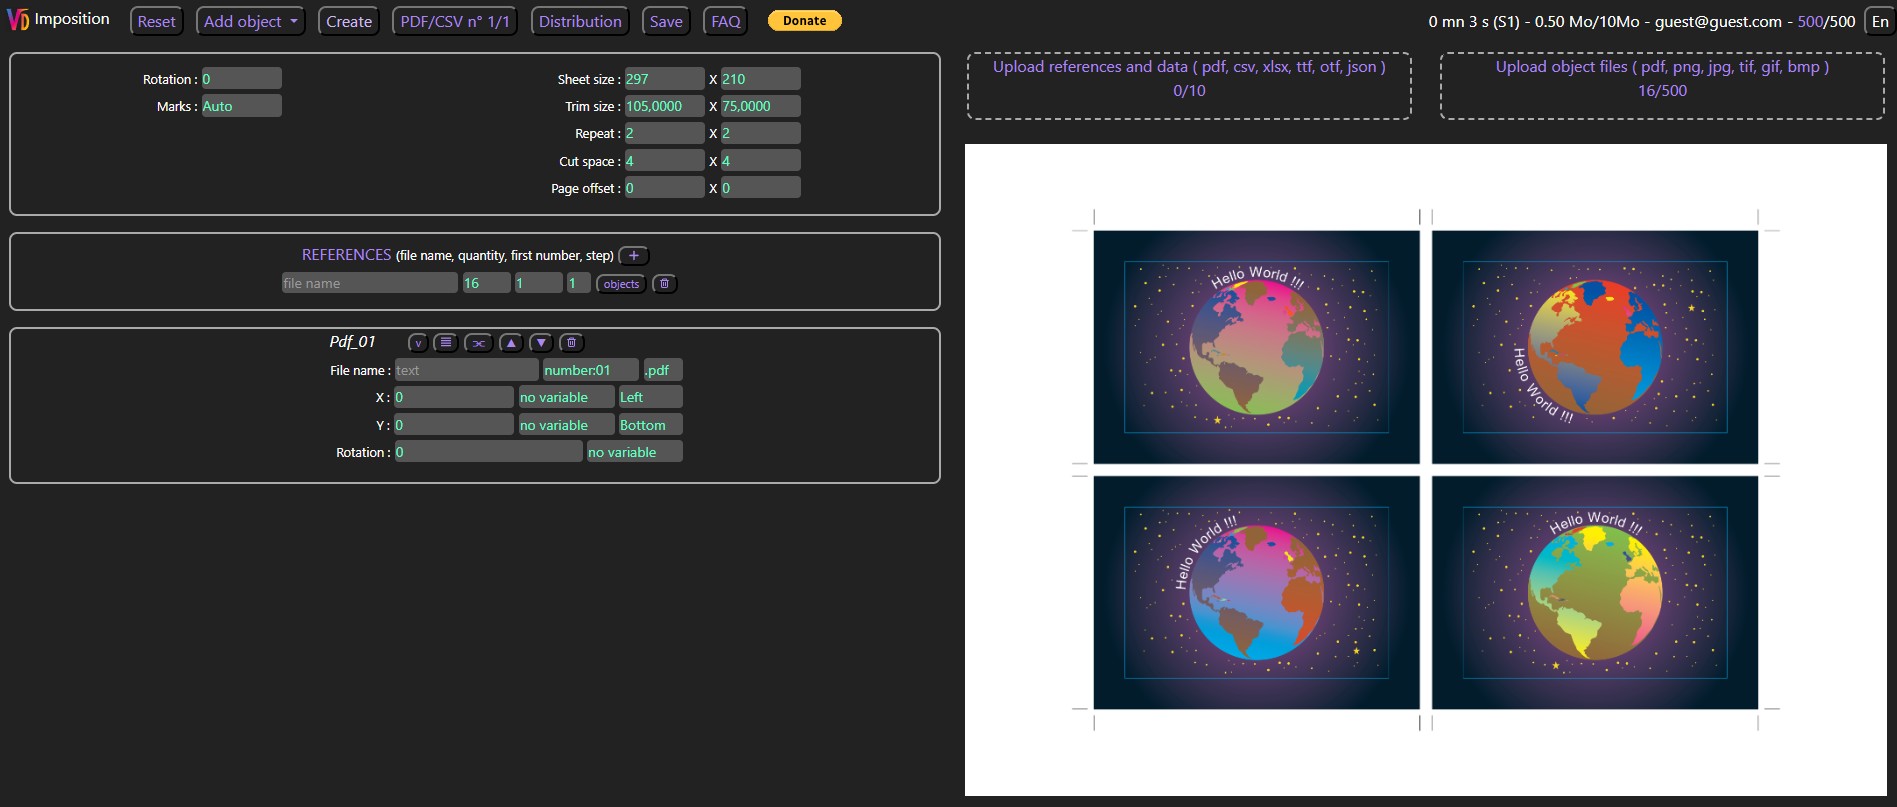 VD Imposition Reset Add object Create PDF/CSV n° 1/1 Distribution Save FAQ Donate 0 mn 3 s (S1) - 0.50 Mo/10Mo - guest@guest.com - 500/500 En
Rotation : 0
Marks : Auto
Sheet size : 297 X 210
Trim size : 105,0000 X 75,0000
Repeat : 2 X 2
Cut space : 4 X 4
Page offset : 0 X 0
REFERENCES (file name, quantity, first number, step) +
file name 16 1 1 objects
Pdf_01 v
File name : text number:01 .pdf
X : 0 no variable Left
Y : 0 no variable Bottom
Rotation : 0 no variable
Upload references and data ( pdf, csv, xlsx, ttf, otf, json )
0/10
Upload object files ( pdf, png, jpg, tif, gif, bmp )
16/500
Hello World !!!
Hello World !!!
Hello World !!!
Hello World !!!